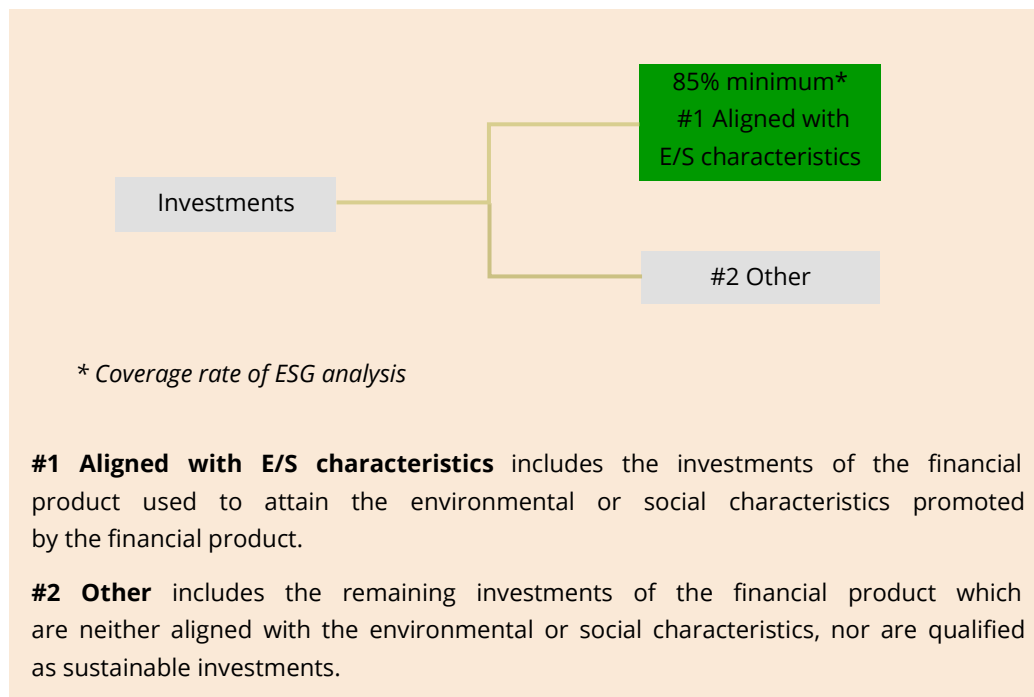 85% minimum*
#1 Aligned with
E/S characteristics
Investments
#2 Other
* Coverage rate of ESG analysis
#1 Aligned with E/S characteristics includes the investments of the financial
product used to attain the environmental or social characteristics promoted
by the financial product.
#2 Other includes the remaining investments of the financial product which
are neither aligned with the environmental or social characteristics, nor are qualified
as sustainable investments.